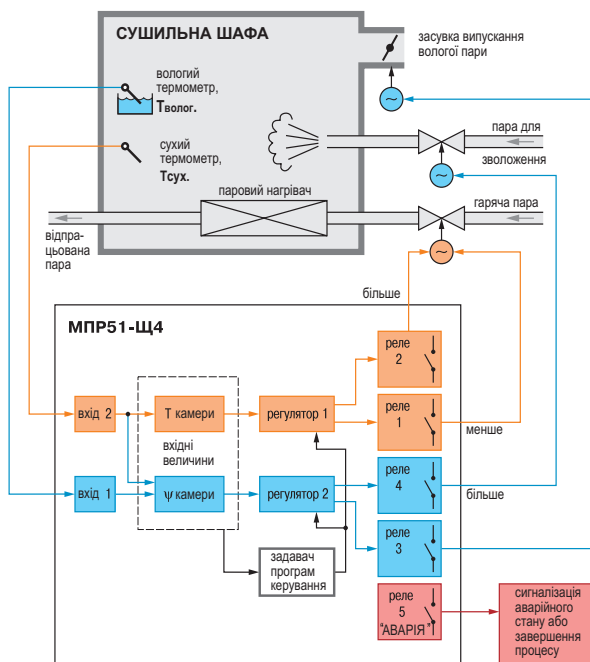 СУШИЛЬНА ШАФА
засувка випускання
вологої пари
вологий
термометр,
Тволог.
сухий
термометр,
Тсух.
пара для
зволоження
паровий нагрівач
гаряча пара
відпра-
цьована
пара
більше
МПР51-Щ4
реле
2
вхід 2
Т камери
регулятор 1
реле
1
менше
вхідні
величини
вхід 1
ψ камери
регулятор 2
реле
4
більше
реле
3
задавач
програм
керування
реле
5
"АВАРІЯ"
сигналізація
аварійного
стану або
завершення
процесу